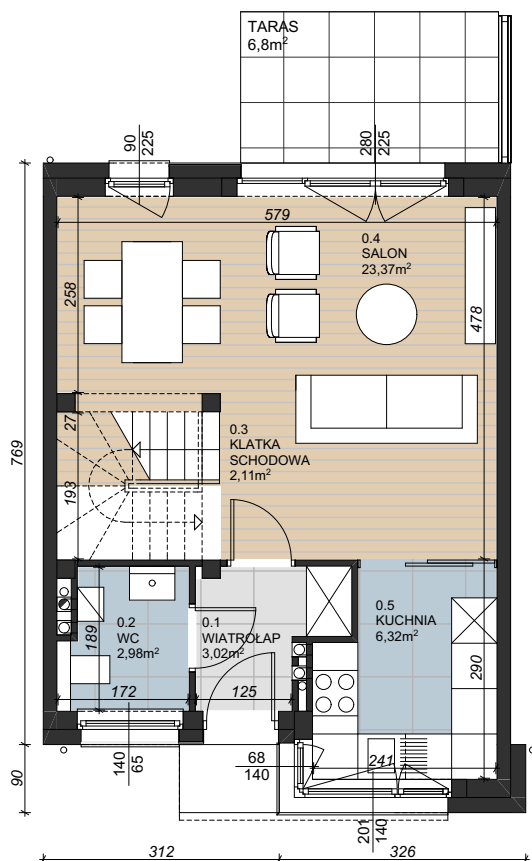 TARAS
6,8m²
90
225
280
225
579
0.4
SALON
23,37m²
258
478
769
27
0.3
KLATKA
SCHODOWA
2,11m²
193
0.2
WC
2,98m²
0.1
WIATROŁAP
3,02m²
0.5
KUCHNIA
6,32m²
189
290
172
125
140
65
68
140
241
90
201
140
312
326